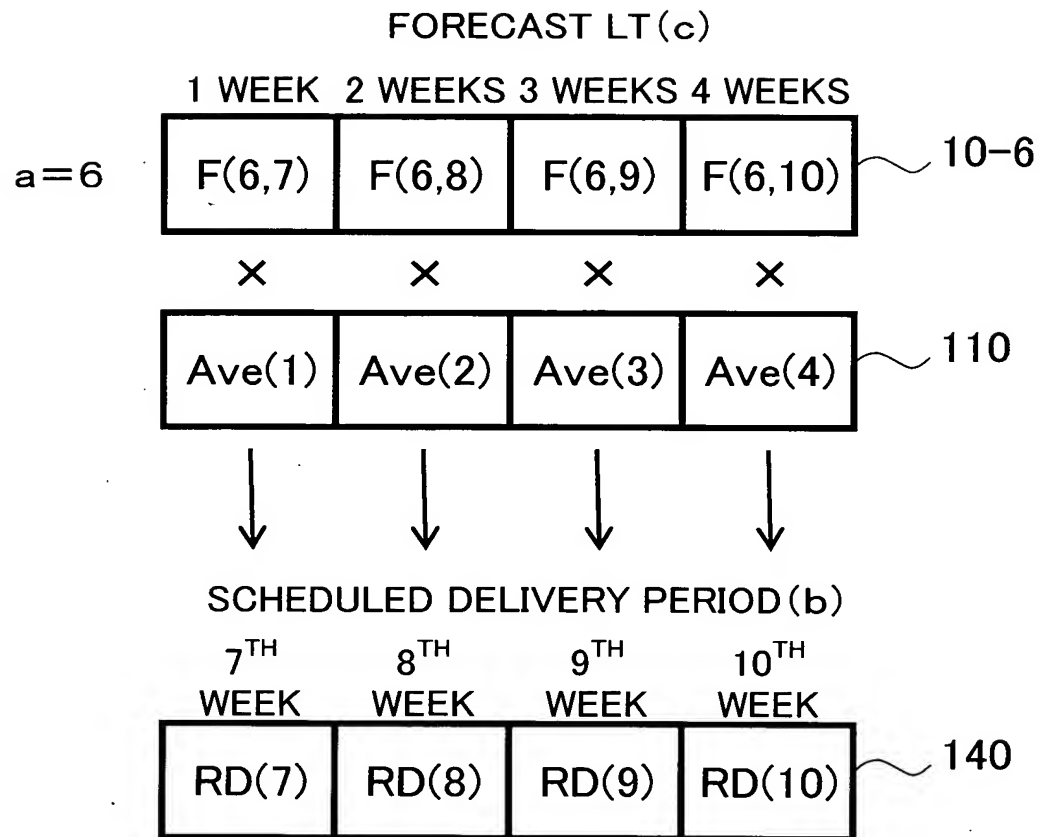 FORECAST LT(c)
1 WEEK 2 WEEKS 3 WEEKS 4 WEEKS
a=6 F(6,7) F(6,8) F(6,9) F(6,10) 10-6
× × × ×
Ave(1) Ave(2) Ave(3) Ave(4) 110
SCHEDULED DELIVERY PERIOD(b)
7TH 8TH 9TH 10TH
WEEK WEEK WEEK WEEK
RD(7) RD(8) RD(9) RD(10) 140